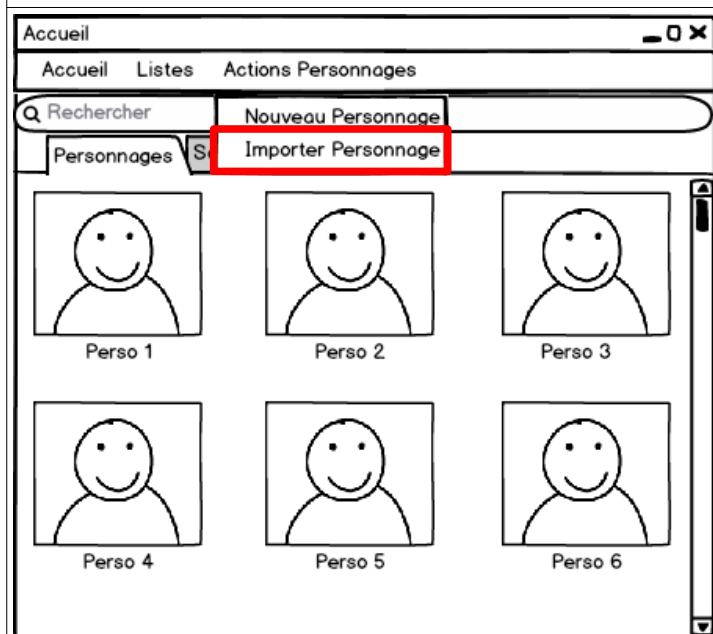 Accueil
Accueil Listes Actions Personnages
Rechercher
Nouveau Personnage
Importer Personnage
Personnages
Perso 1 Perso 2 Perso 3
Perso 4 Perso 5 Perso 6